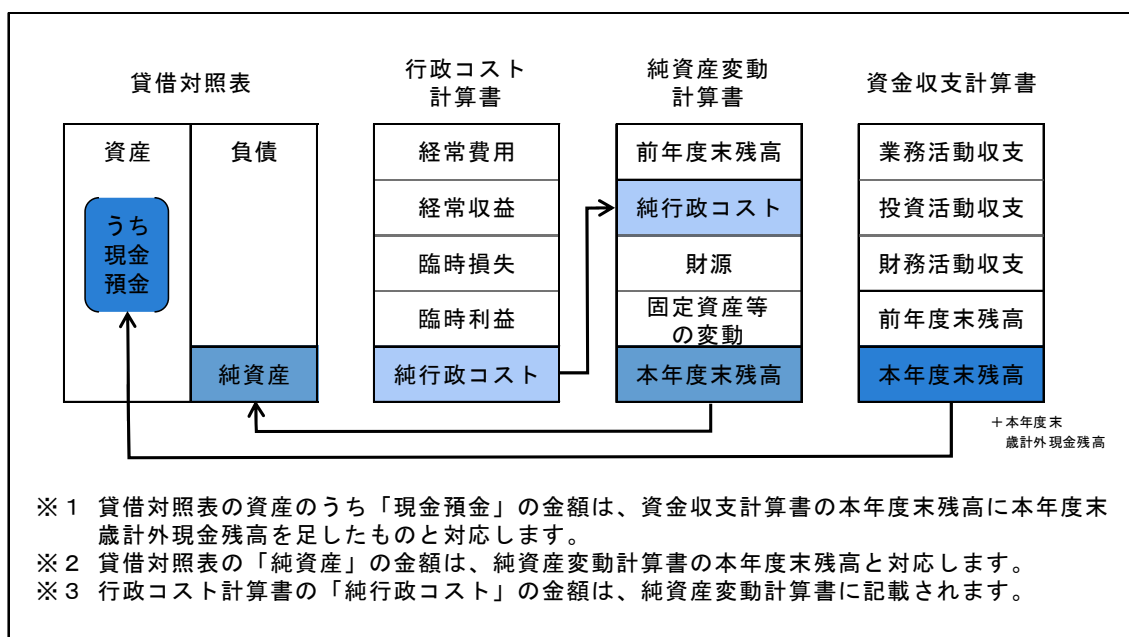 貸借対照表
行政コスト
計算書
純資産変動
計算書
資金収支計算書
資産
負債
うち
現金
預金
純資産
経常費用
経常収益
臨時損失
臨時利益
純行政コスト
前年度末残高
純行政コスト
財源
固定資産等
の変動
本年度末残高
業務活動収支
投資活動収支
財務活動収支
前年度末残高
本年度末残高
＋本年度末
歳計外現金残高
※１ 貸借対照表の資産のうち「現金預金」の金額は、資金収支計算書の本年度末残高に本年度末
歳計外現金残高を足したものと対応します。
※２ 貸借対照表の「純資産」の金額は、純資産変動計算書の本年度末残高と対応します。
※３ 行政コスト計算書の「純行政コスト」の金額は、純資産変動計算書に記載されます。